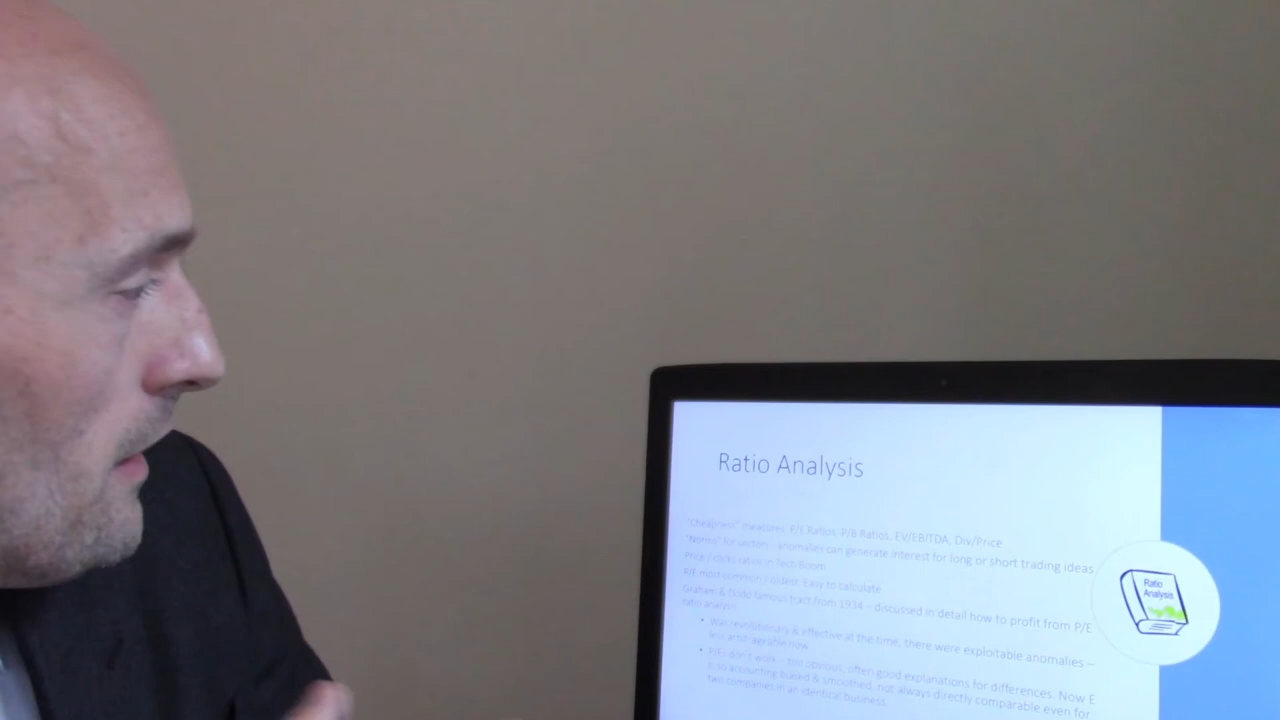 Ratio Analysis
"Cheapness" measures: P/E Ratios, P/B Ratios, EV/EBITDA, Div/Price
"Norms" for sectors - anomalies can generate interest for long or short trading ideas
Price / clicks ratios in Tech Boom
P/E most common / oldest: Easy to calculate
Graham & Dodd famous tract from 1934 – discussed in detail how to profit from P/E
ratio analysis
• Was revolutionary & effective at the time, there were exploitable anomalies –
less arbitrageable now
• P/E's don't work – too obvious, often good explanations for differences. Now E
is so accounting biased & smoothed, not always directly comparable even for
two companies in an identical business.
Ratio
Analysis